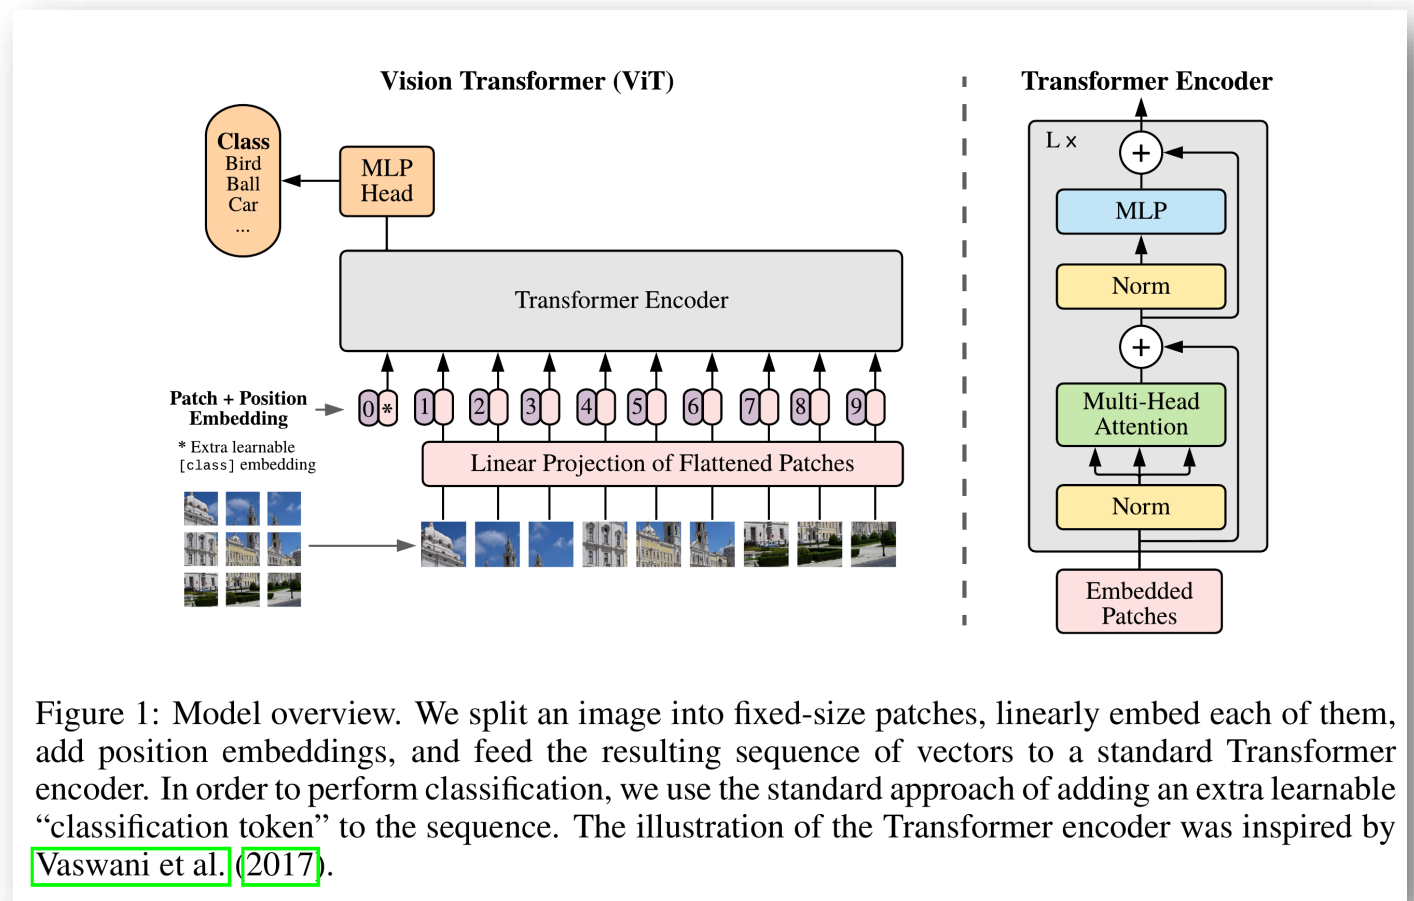 Vision Transformer (ViT)
Class
Bird
Ball
Car
...
MLP
Head
Transformer Encoder
Patch + Position
Embedding
0 * 1 2 3 4 5 6 7 8 9
* Extra learnable
[class] embedding
Linear Projection of Flattened Patches
Transformer Encoder
L ×
+
MLP
Norm
+
Multi-Head
Attention
Norm
Embedded
Patches
Figure 1: Model overview. We split an image into fixed-size patches, linearly embed each of them,
add position embeddings, and feed the resulting sequence of vectors to a standard Transformer
encoder. In order to perform classification, we use the standard approach of adding an extra learnable
“classification token” to the sequence. The illustration of the Transformer encoder was inspired by
Vaswani et al. (2017).